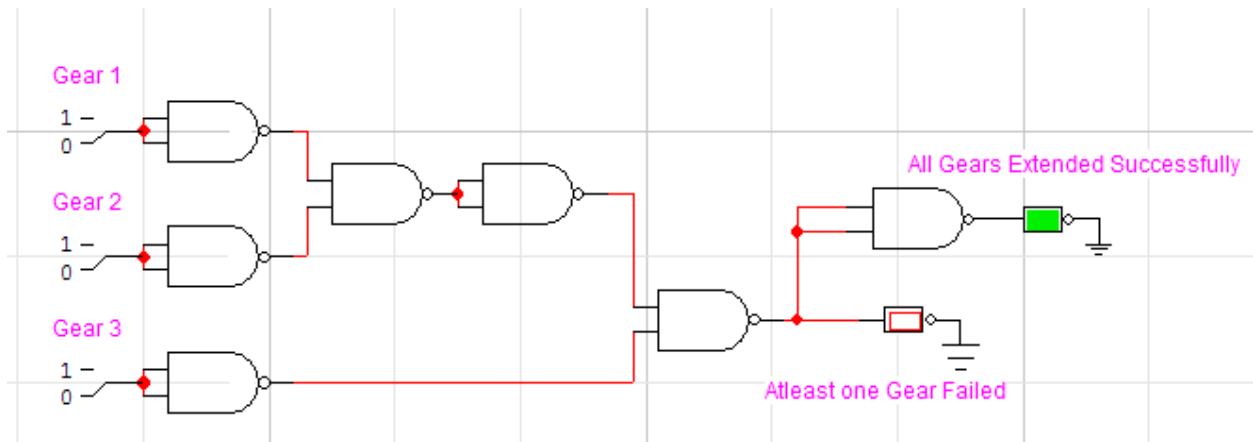 Gear 1
1
0
All Gears Extended Successfully
Gear 2
1
0
Gear 3
1
0
Atleast one Gear Failed